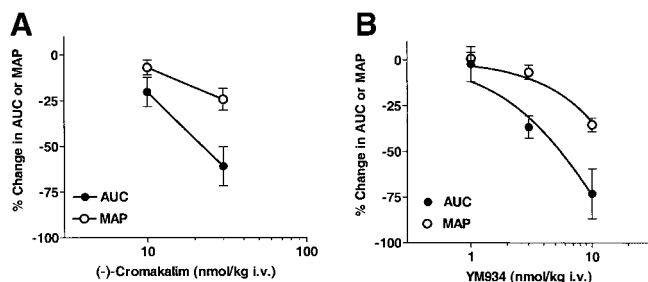 A
% Change in AUC or MAP
0
-25
-50
-75
-100
AUC
MAP
10
100
(-)-Cromakalim (nmol/kg i.v.)
B
% Change in AUC or MAP
0
-25
-50
-75
-100
AUC
MAP
1
10
YM934 (nmol/kg i.v.)